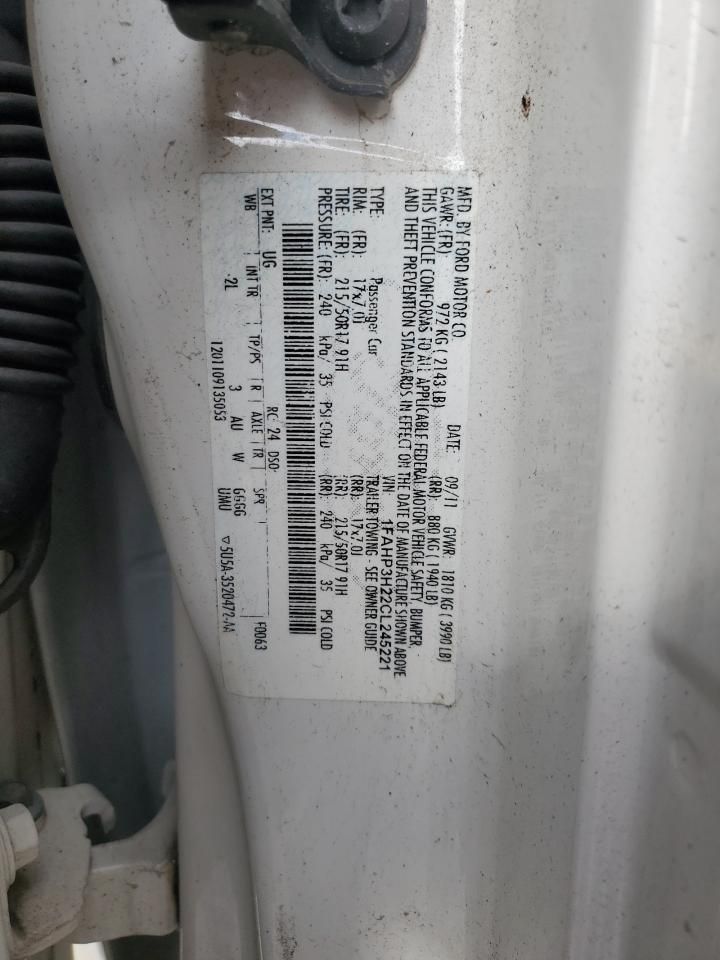 MFD. BY FORD MOTOR CO.
DATE: 09/11 GVWR: 1810 KG ( 3990 LB)
GAWR: (FR) 972 KG ( 2143 LB) (RR) 880 KG ( 1940 LB)
THIS VEHICLE CONFORMS TO ALL APPLICABLE FEDERAL MOTOR VEHICLE SAFETY, BUMPER,
AND THEFT PREVENTION STANDARDS IN EFFECT ON THE DATE OF MANUFACTURE SHOWN ABOVE.
VIN: 1FAHP3H22CL245221
TYPE: Passenger Car TRAILER TOWING - SEE OWNER GUIDE
RIM: (FR): 17x7.0J (RR): 17x7.0J
TIRE: (FR): 215/50R17 91H (RR): 215/50R17 91H
PRESSURE: (FR): 240 kPa/ 35 PSI COLD (RR): 240 kPa/ 35 PSI COLD
EXT PNT: UG RC: 24 DSO: F0063
WB INT TR TP/PS R AXLE TR SPR
-2L 3 AU W GGGG
UMU
1201109135053 ▽5U5A-3520472-AA